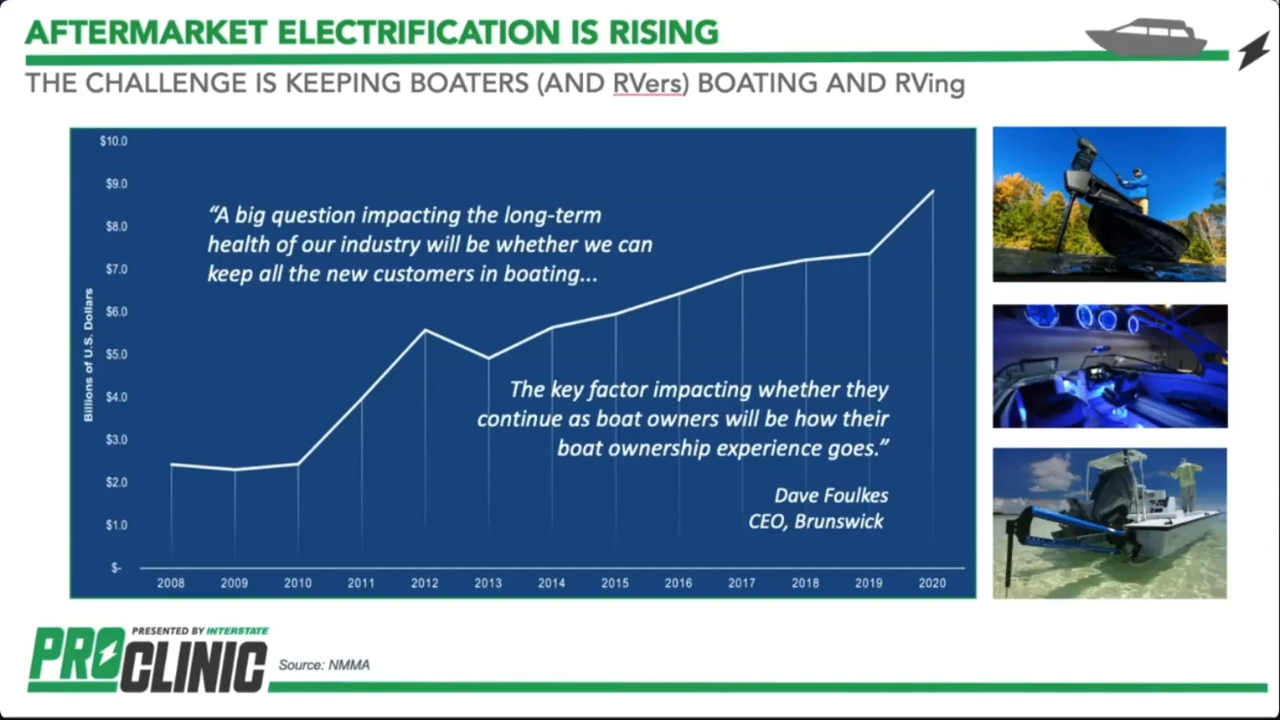 AFTERMARKET ELECTRIFICATION IS RISING
THE CHALLENGE IS KEEPING BOATERS (AND RVers) BOATING AND RVing
$10.0
$9.0
$8.0
$7.0
$6.0
$5.0
$4.0
$3.0
$2.0
$1.0
$-
Billions of U.S. Dollars
“A big question impacting the long-term
health of our industry will be whether we can
keep all the new customers in boating...
The key factor impacting whether they
continue as boat owners will be how their
boat ownership experience goes.”
Dave Foulkes
CEO, Brunswick
2008 2009 2010 2011 2012 2013 2014 2015 2016 2017 2018 2019 2020
PRESENTED BY INTERSTATE
PRO CLINIC
Source: NMMA